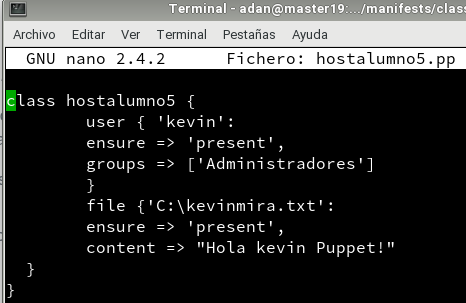 Terminal - adan@master19:.../manifests/class
Archivo Editar Ver Terminal Pestañas Ayuda
GNU nano 2.4.2 Fichero: hostalumno5.pp
class hostalumno5 {
user { 'kevin':
ensure => 'present',
groups => ['Administradores']
}
file {'C:\kevinmira.txt':
ensure => 'present',
content => "Hola kevin Puppet!"
}
}